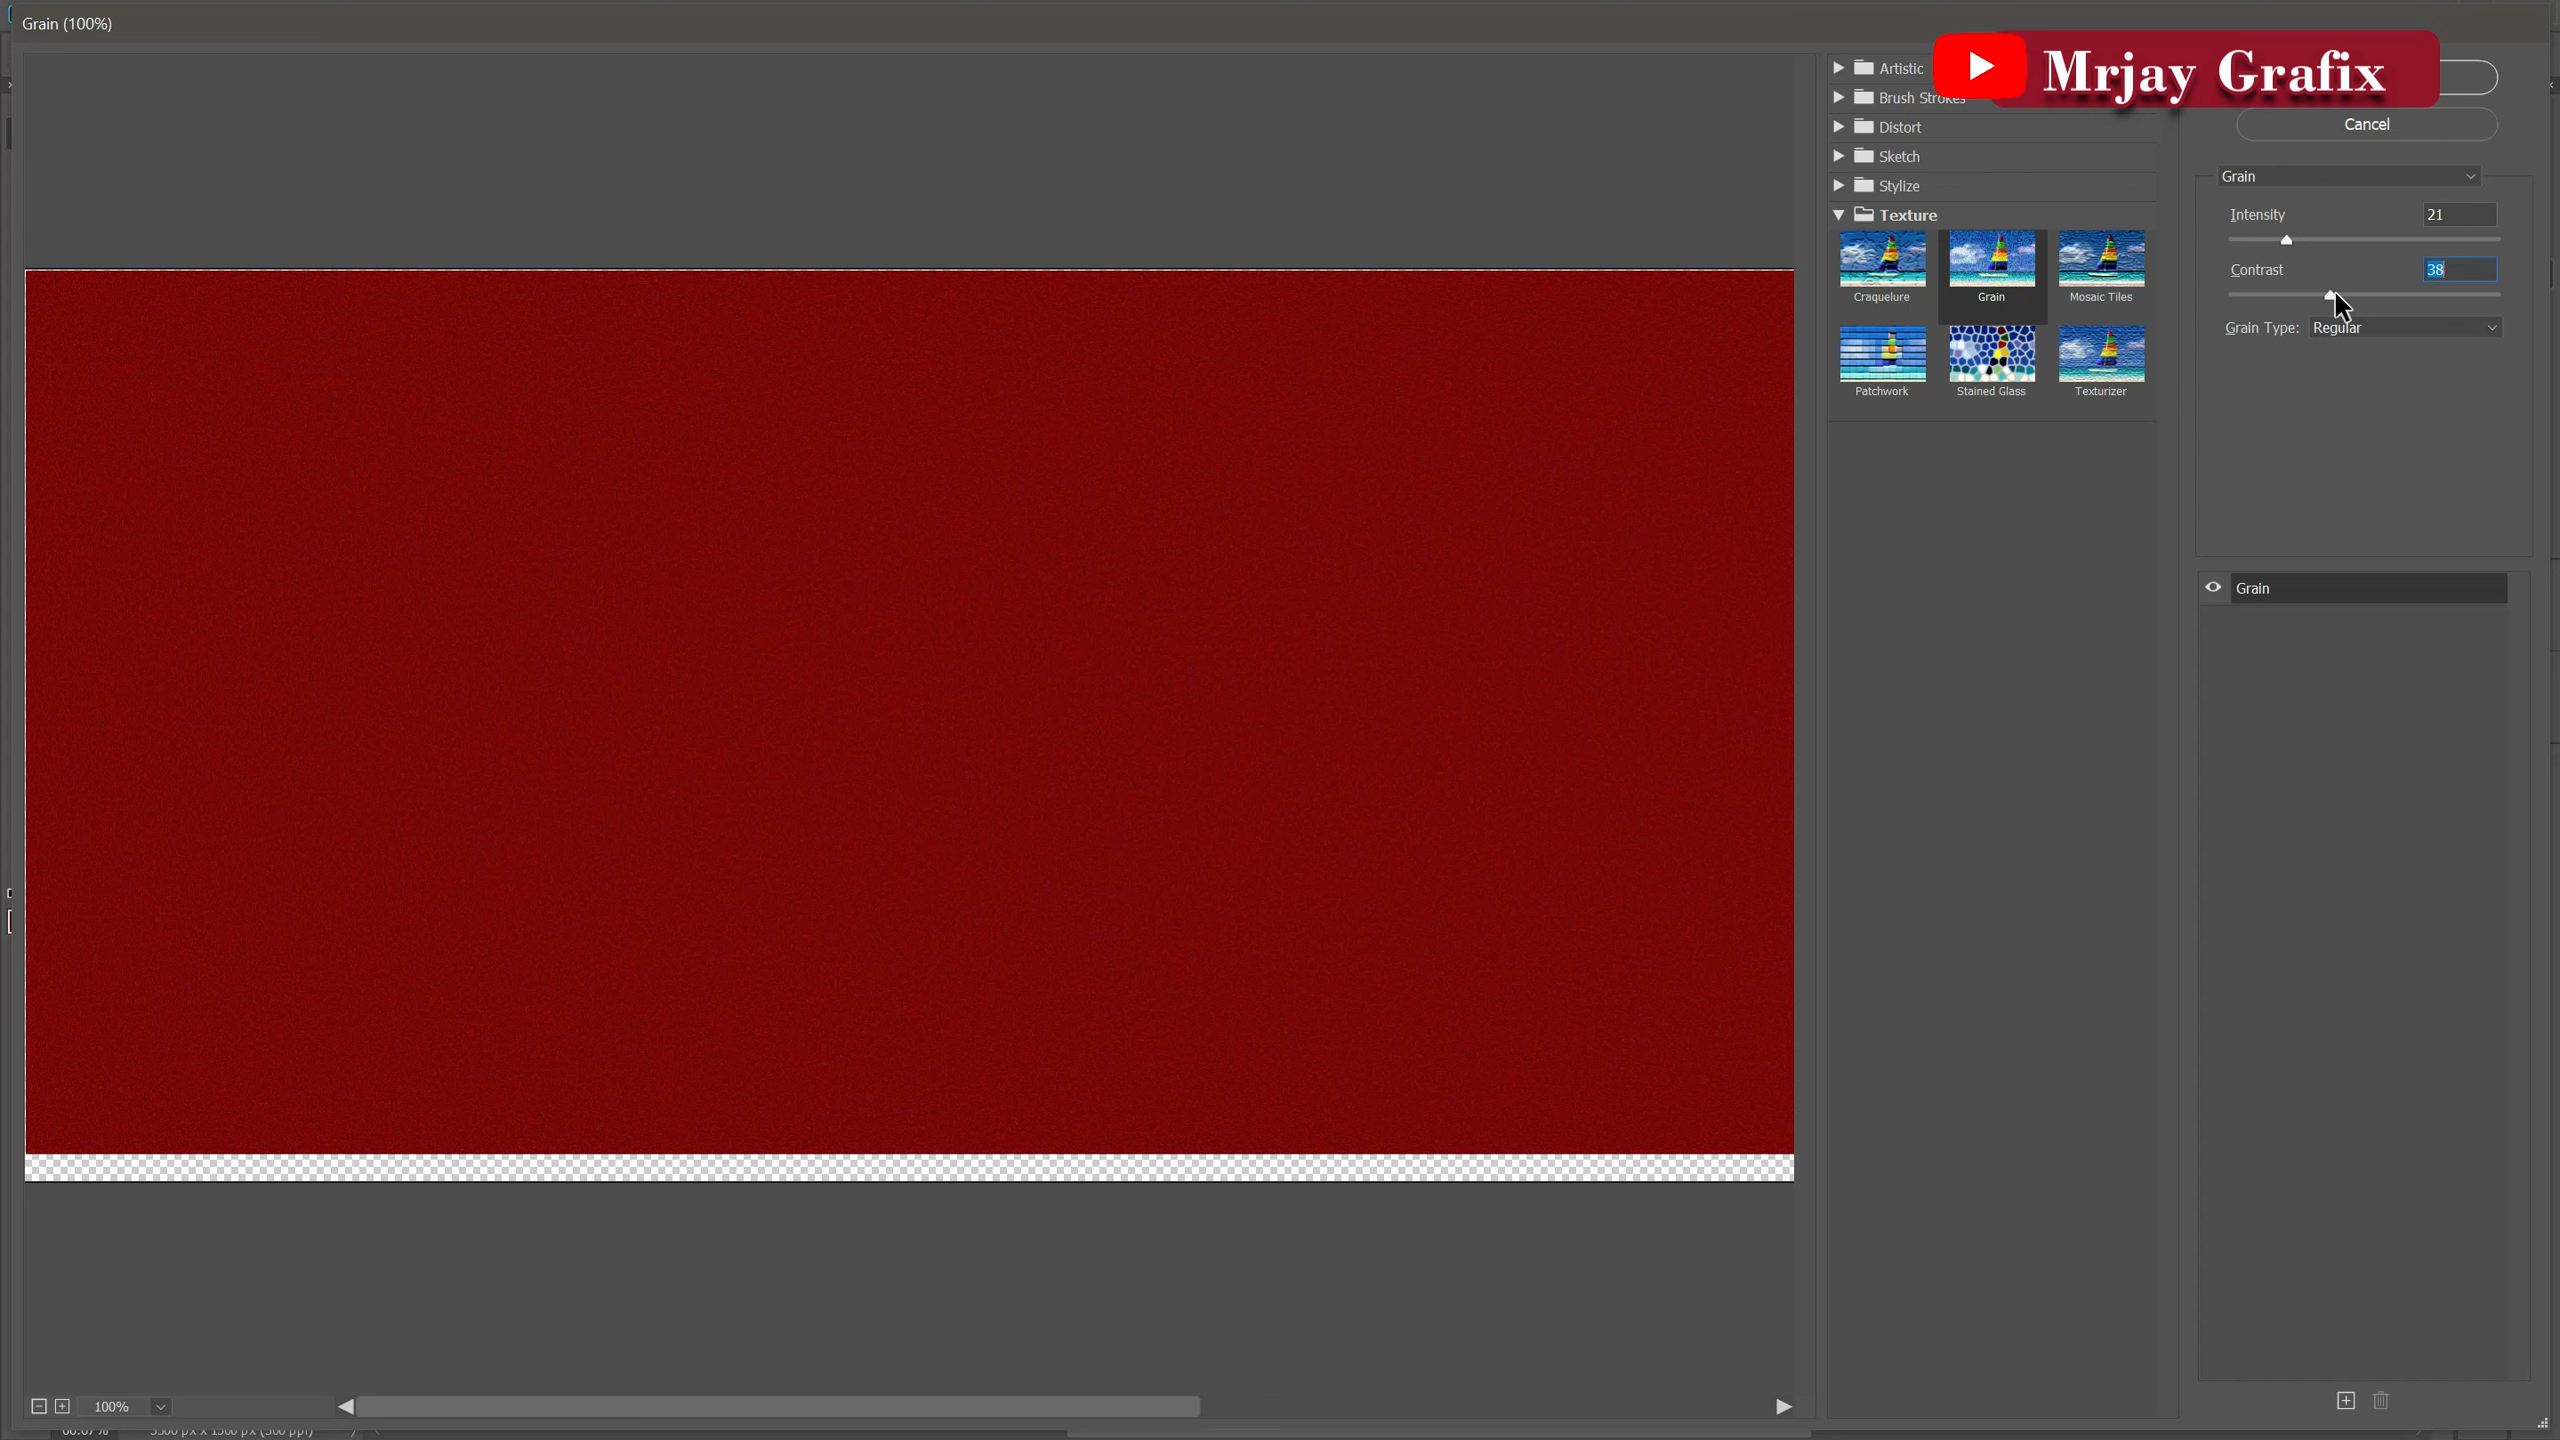 Grain (100%)
Mrjay Grafix
Artistic
Brush Strokes
Distort
Sketch
Stylize
Texture
Craquelure
Grain
Mosaic Tiles
Patchwork
Stained Glass
Texturizer
Cancel
Grain
Intensity 21
Contrast 38
Grain Type: Regular
Grain
100%